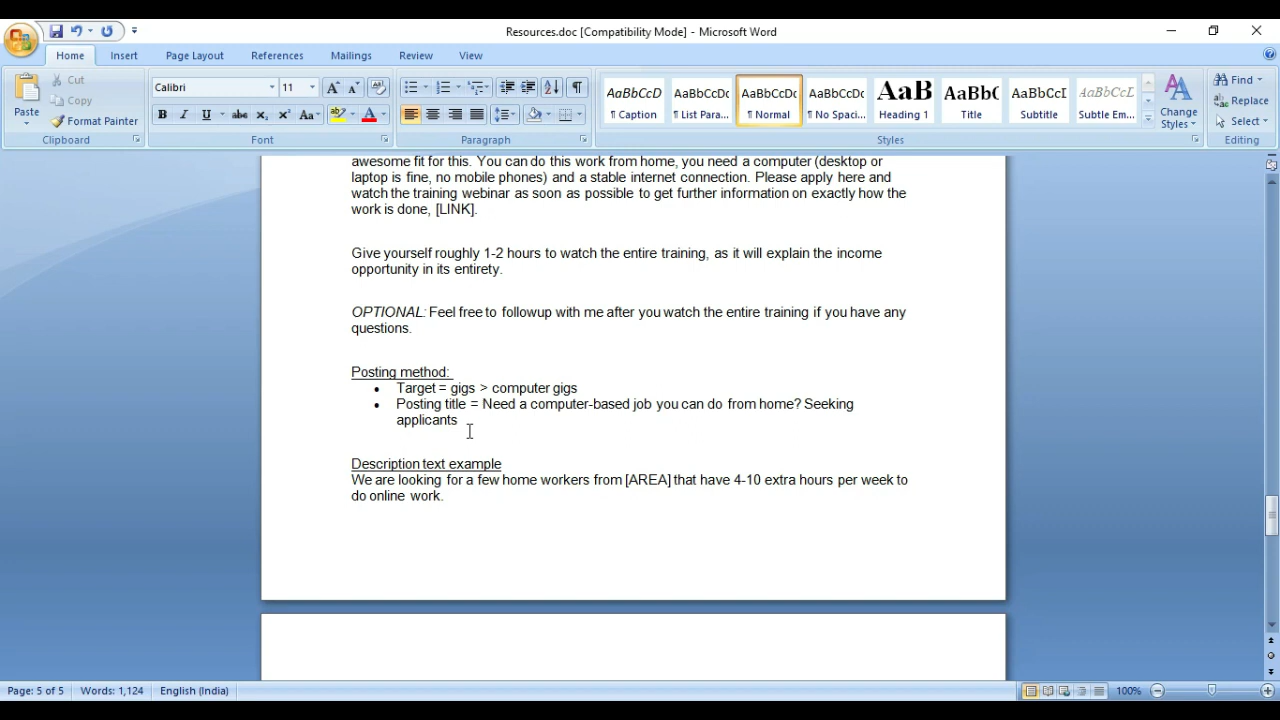 Resources.doc [Compatibility Mode] - Microsoft Word
Home Insert Page Layout References Mailings Review View
Paste
Cut
Copy
Format Painter
Clipboard
Calibri 11
B I U abc X₂ X² Aa
Font
Paragraph
AaBbCcD AaBbCcDc AaBbCcDc AaBbCcDc AaB AaBb( AaBbCcI AaBbCcL
¶ Caption ¶ List Para... ¶ Normal ¶ No Spaci... Heading 1 Title Subtitle Subtle Em...
Change Styles
Styles
Find
Replace
Select
Editing
awesome fit for this. You can do this work from home, you need a computer (desktop or
laptop is fine, no mobile phones) and a stable internet connection. Please apply here and
watch the training webinar as soon as possible to get further information on exactly how the
work is done, [LINK].
Give yourself roughly 1-2 hours to watch the entire training, as it will explain the income
opportunity in its entirety.
OPTIONAL: Feel free to followup with me after you watch the entire training if you have any
questions.
Posting method:
• Target = gigs > computer gigs
• Posting title = Need a computer-based job you can do from home? Seeking
applicants
Description text example
We are looking for a few home workers from [AREA] that have 4-10 extra hours per week to
do online work.
Page: 5 of 5 Words: 1,124 English (India) 100%